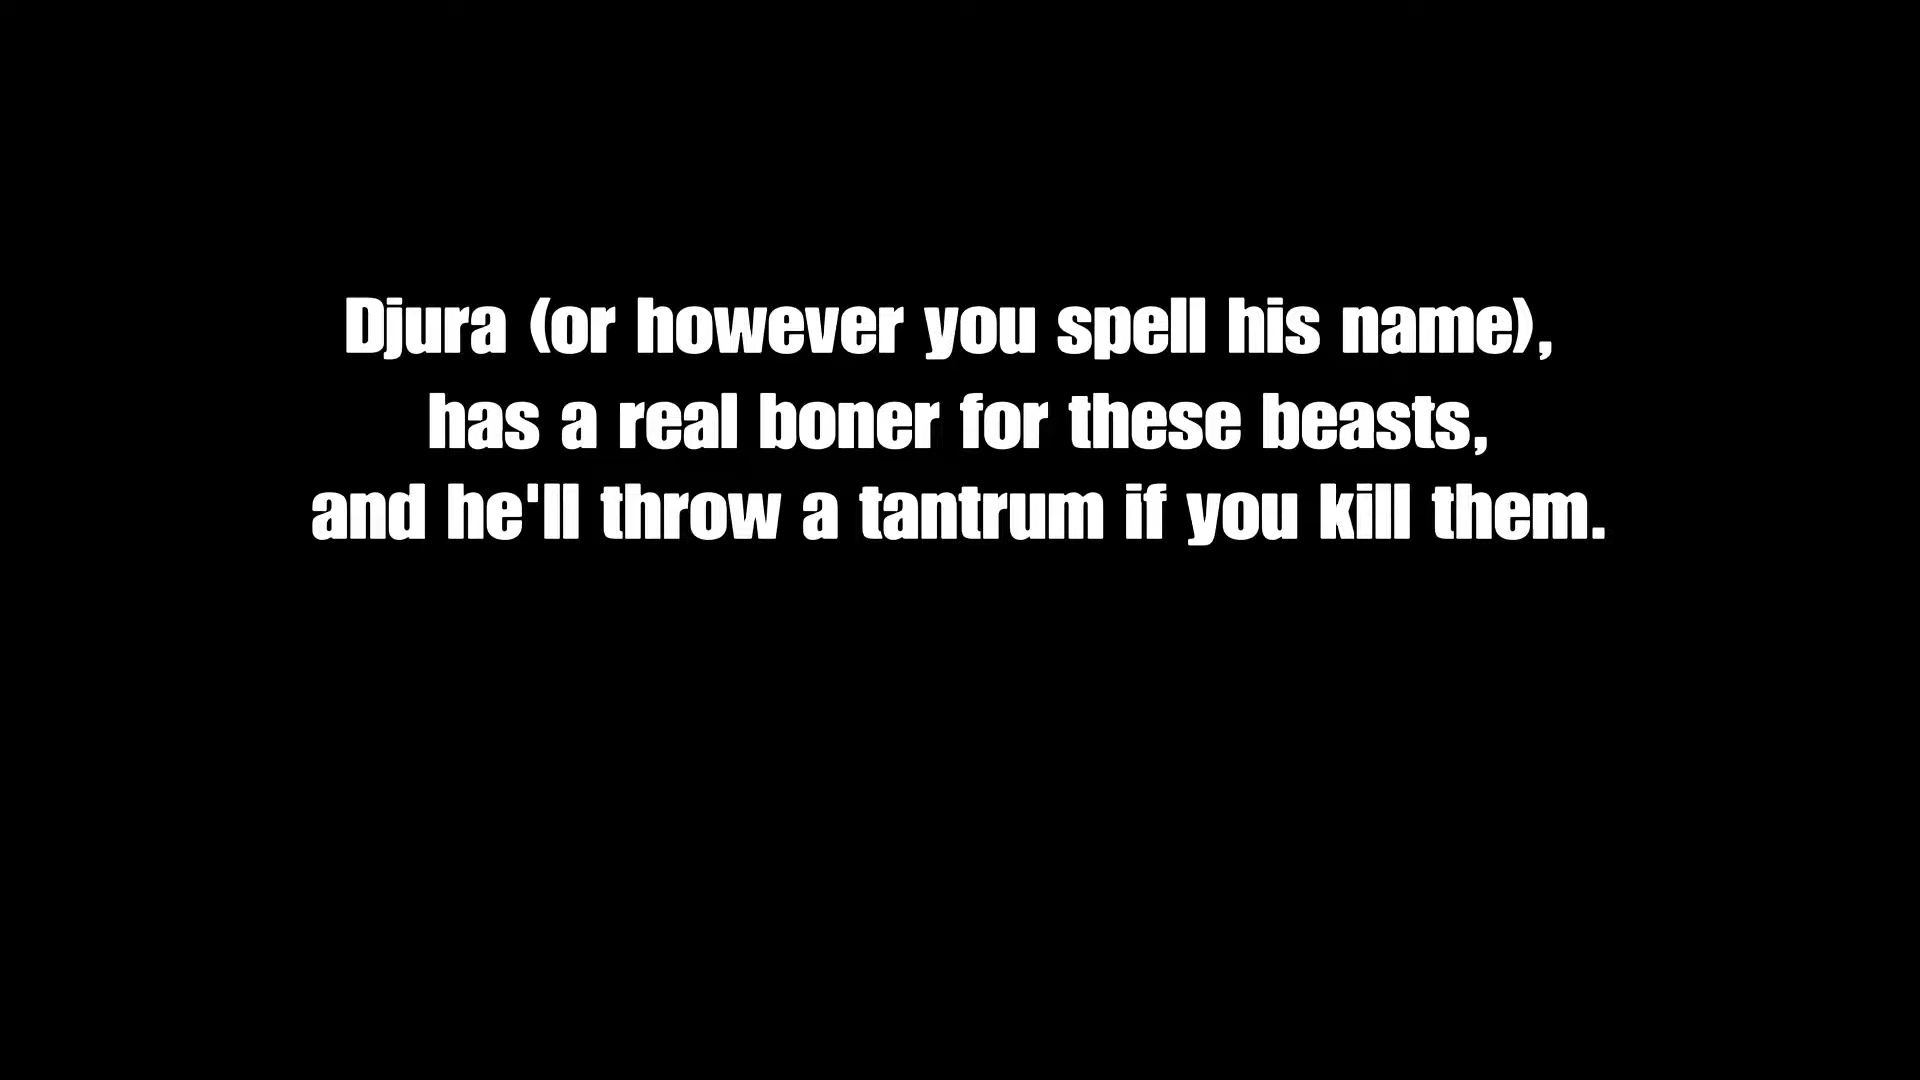 Djura (or however you spell his name),
has a real boner for these beasts,
and he'll throw a tantrum if you kill them.